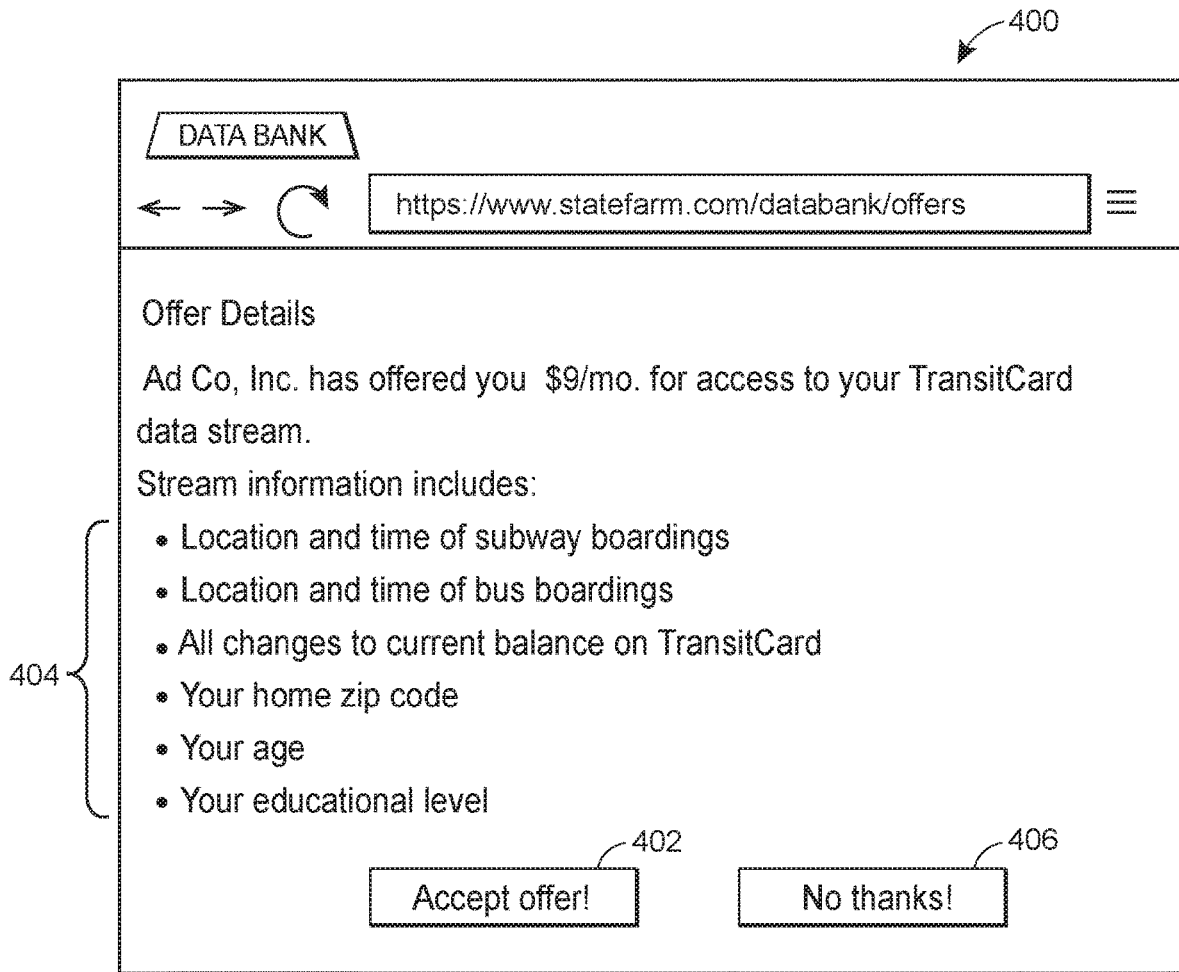 400
DATA BANK
https://www.statefarm.com/databank/offers
Offer Details
Ad Co, Inc. has offered you $9/mo. for access to your TransitCard
data stream.
Stream information includes:
• Location and time of subway boardings
• Location and time of bus boardings
• All changes to current balance on TransitCard
404
• Your home zip code
• Your age
• Your educational level
402
406
Accept offer!
No thanks!